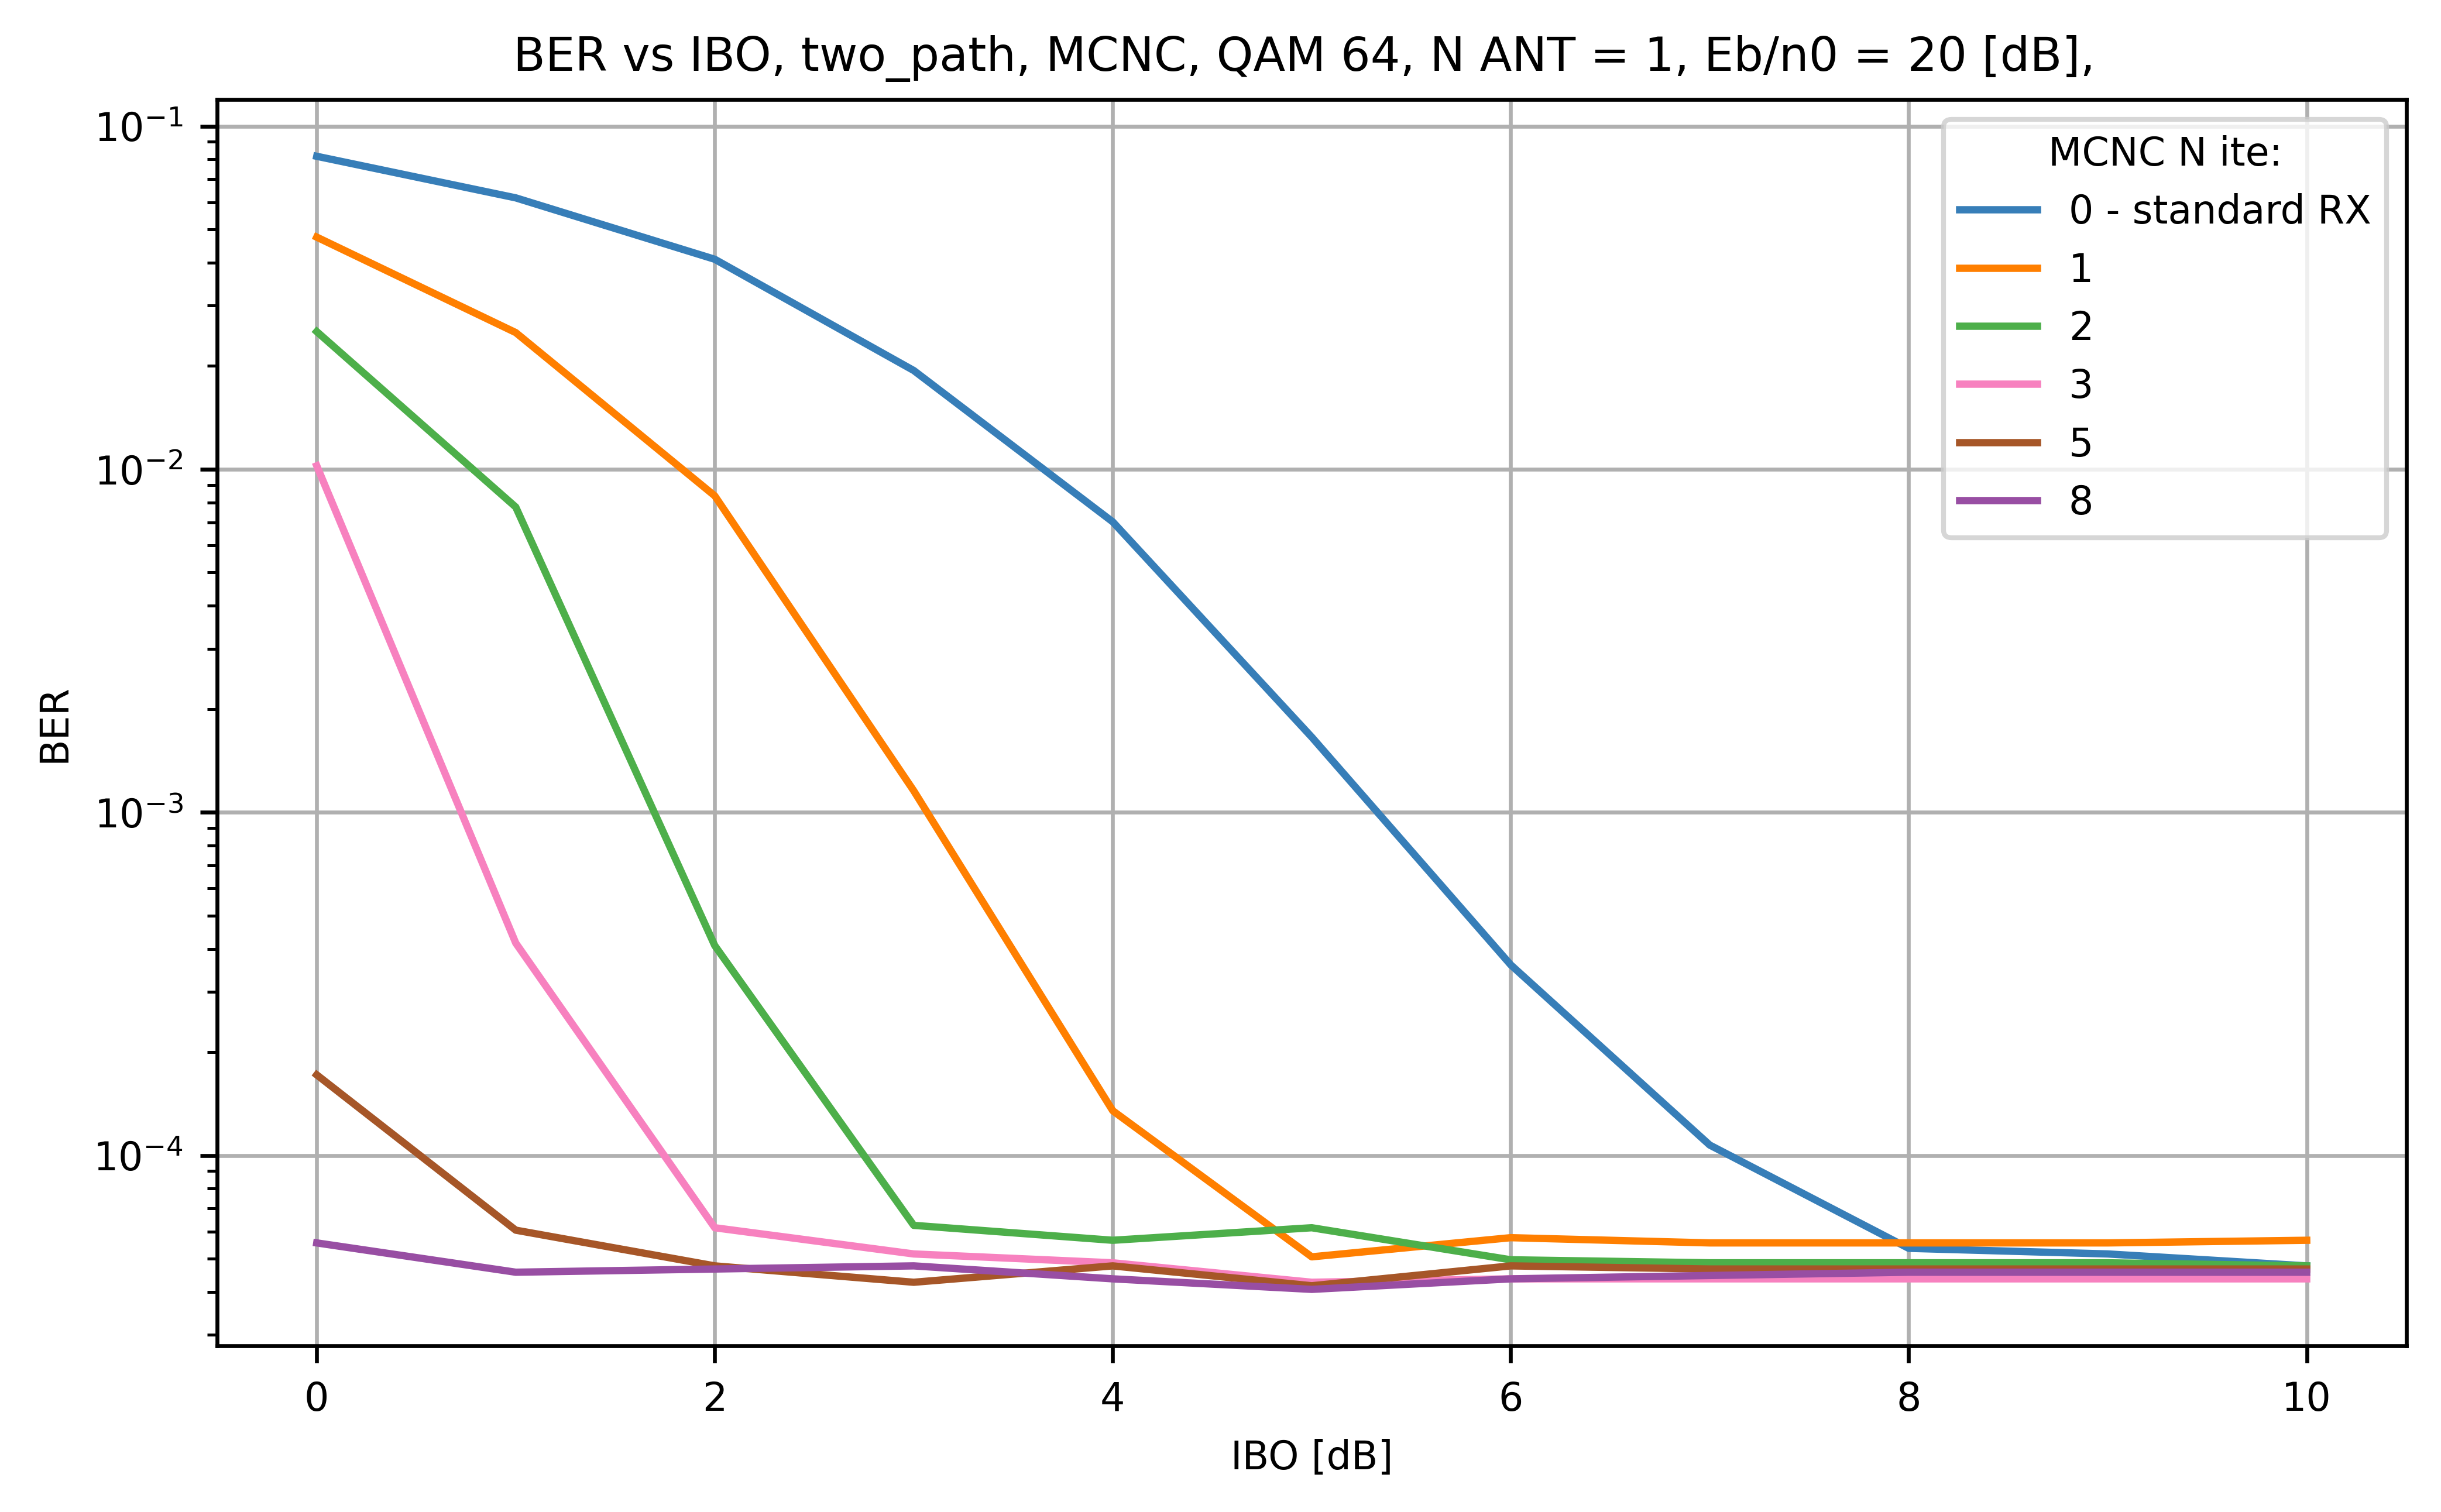 BER vs IBO, two_path, MCNC, QAM 64, N ANT = 1, Eb/n0 = 20 [dB],
10⁻¹
10⁻²
10⁻³
10⁻⁴
BER
MCNC N ite:
0 - standard RX
1
2
3
5
8
0 2 4 6 8 10
IBO [dB]